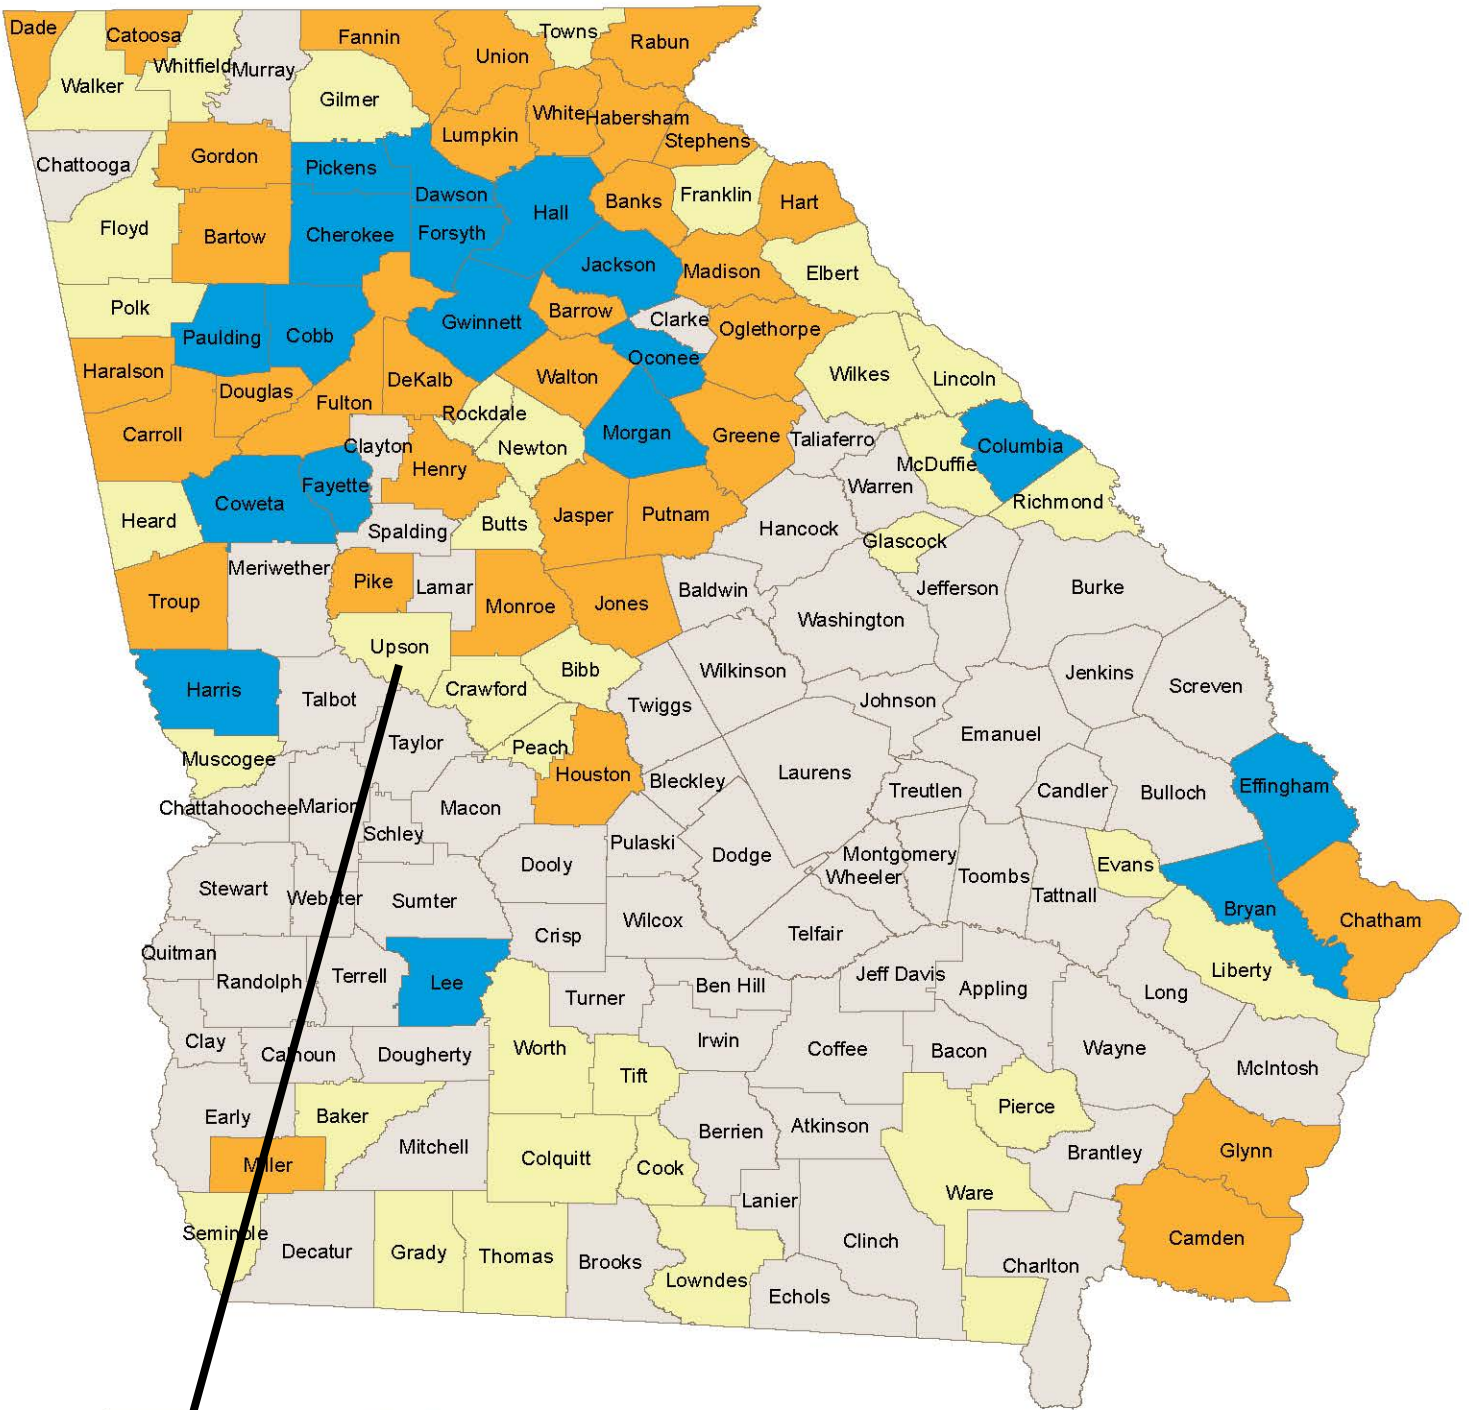 Dade
Catoosa
Fannin
Towns
Rabun
Union
Whitfield
Murray
Walker
Gilmer
White
Habersham
Lumpkin
Stephens
Chattooga
Gordon
Pickens
Dawson
Franklin
Banks
Hart
Hall
Floyd
Bartow
Cherokee
Forsyth
Jackson
Madison
Elbert
Polk
Barrow
Clarke
Gwinnett
Oglethorpe
Paulding
Cobb
Oconee
Haralson
Walton
Wilkes
Lincoln
DeKalb
Douglas
Fulton
Rockdale
Carroll
Morgan
Greene
Taliaferro
Clayton
Newton
Columbia
Henry
McDuffie
Fayette
Warren
Coweta
Richmond
Heard
Jasper
Putnam
Butts
Spalding
Hancock
Glascock
Meriwether
Pike
Lamar
Baldwin
Jefferson
Burke
Troup
Monroe
Jones
Washington
Upson
Bibb
Wilkinson
Jenkins
Harris
Crawford
Screven
Talbot
Twiggs
Johnson
Taylor
Emanuel
Peach
Muscogee
Houston
Laurens
Bleckley
Effingham
Treutlen
Candler
Bulloch
Chattahoochee
Marion
Macon
Schley
Pulaski
Dodge
Montgomery
Dooly
Evans
Wheeler
Toombs
Stewart
Webster
Tattnall
Sumter
Bryan
Wilcox
Chatham
Crisp
Telfair
Quitman
Liberty
Randolph
Terrell
Lee
Jeff Davis
Ben Hill
Appling
Turner
Long
Clay
Irwin
Calhoun
Dougherty
Worth
Coffee
Bacon
Wayne
McIntosh
Tift
Early
Baker
Pierce
Berrien
Atkinson
Mitchell
Brantley
Glynn
Colquitt
Miller
Cook
Ware
Lanier
Seminole
Decatur
Grady
Thomas
Clinch
Camden
Brooks
Charlton
Lowndes
Echols